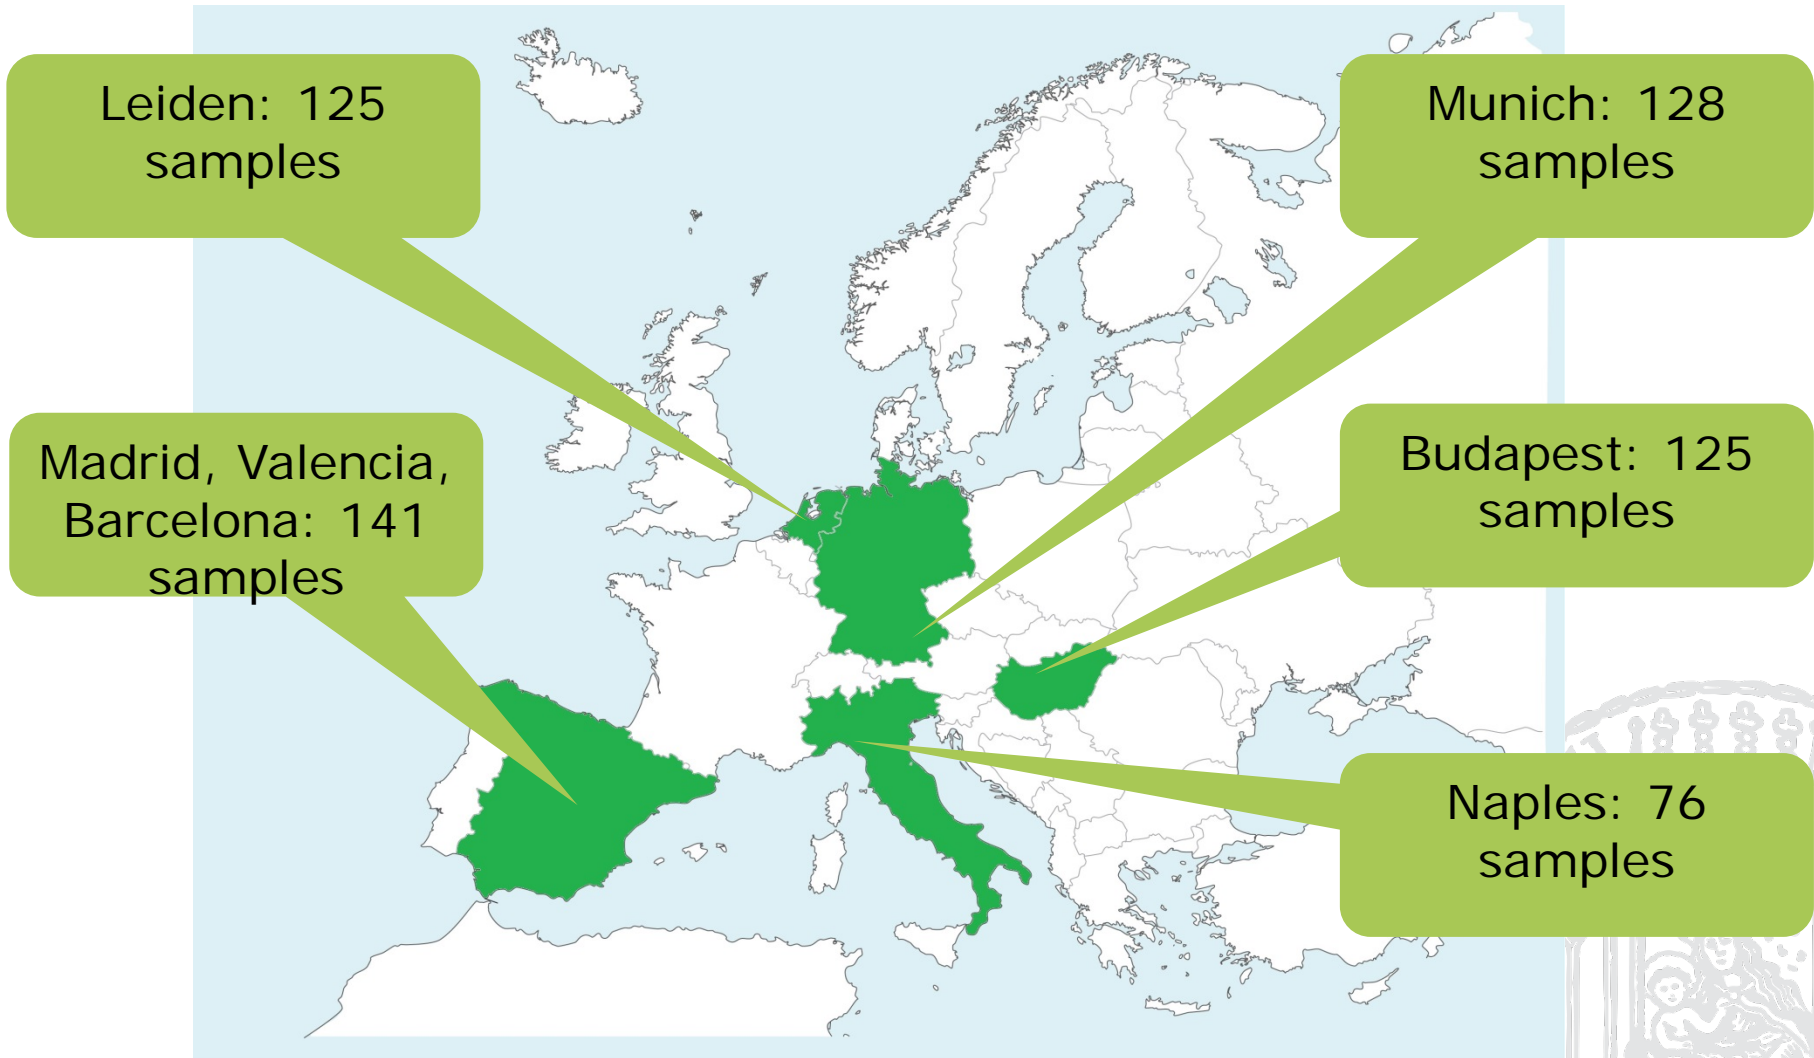 Leiden: 125
samples
Munich: 128
samples
Madrid, Valencia,
Barcelona: 141
samples
Budapest: 125
samples
Naples: 76
samples